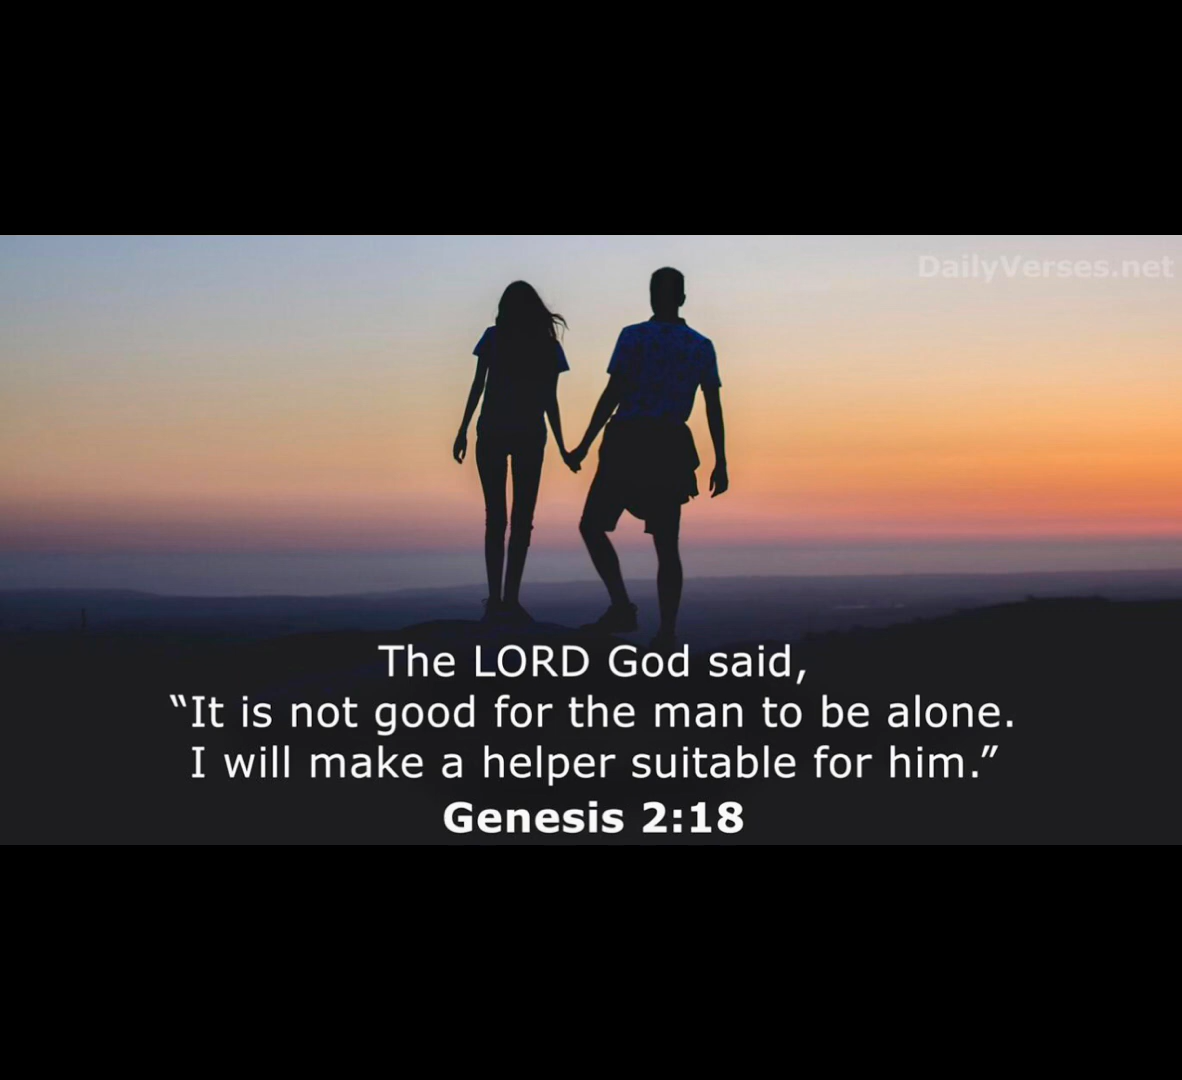 DailyVerses.net
The LORD God said,
“It is not good for the man to be alone.
I will make a helper suitable for him.”
Genesis 2:18